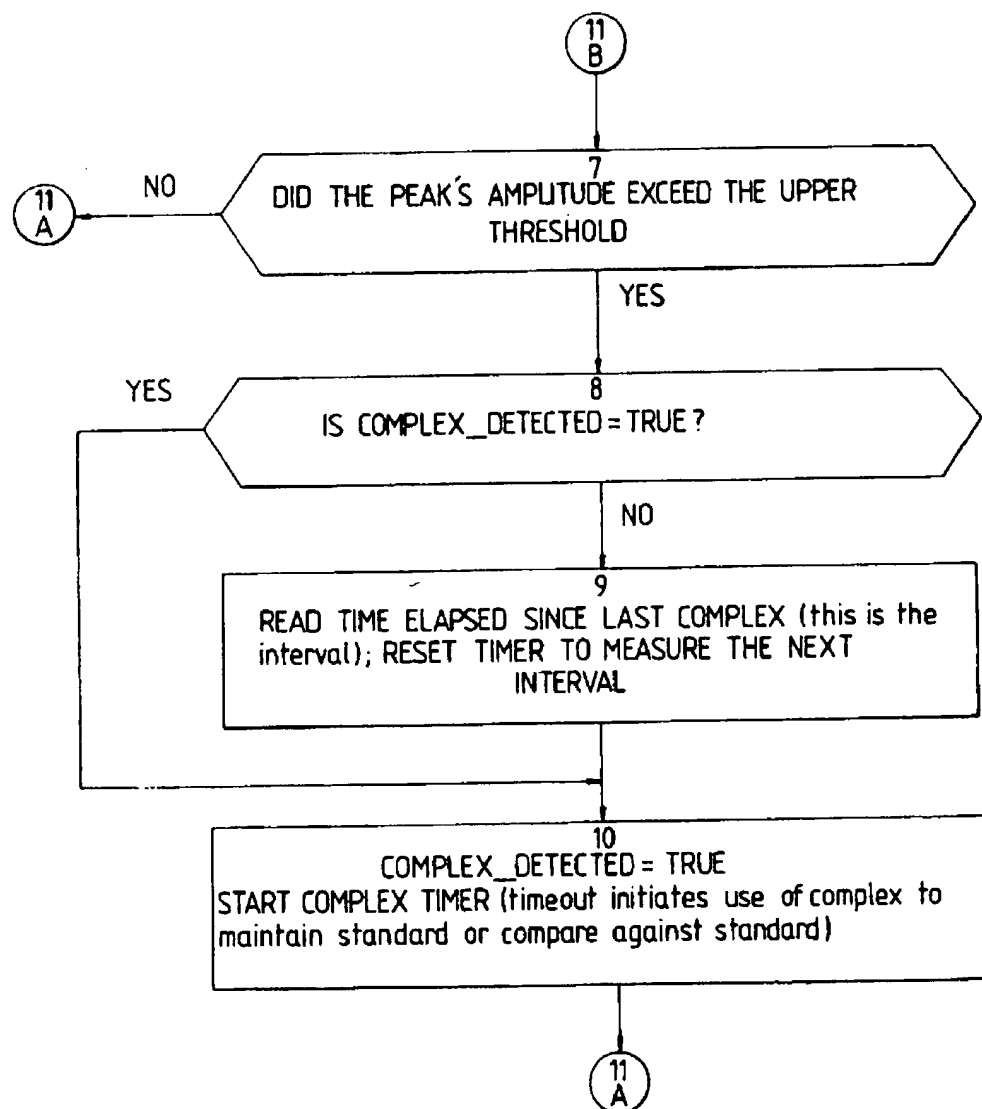 11
B
7
DID THE PEAK'S AMPLITUDE EXCEED THE UPPER
THRESHOLD
NO
11
A
YES
8
IS COMPLEX_DETECTED = TRUE?
YES
NO
9
READ TIME ELAPSED SINCE LAST COMPLEX (this is the
interval); RESET TIMER TO MEASURE THE NEXT
INTERVAL
10
COMPLEX_DETECTED = TRUE
START COMPLEX TIMER (timeout initiates use of complex to
maintain standard or compare against standard)
11
A